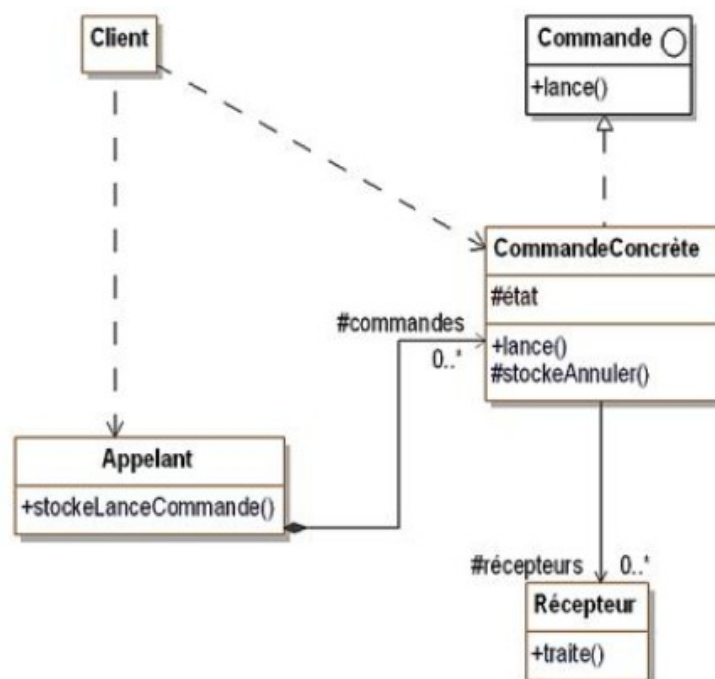 Client
Commande
+lance()
CommandeConcrète
#état
#commandes
0..*
+lance()
#stockeAnnuler()
Appelant
+stockeLanceCommande()
#récepteurs 0..*
Récepteur
+traite()